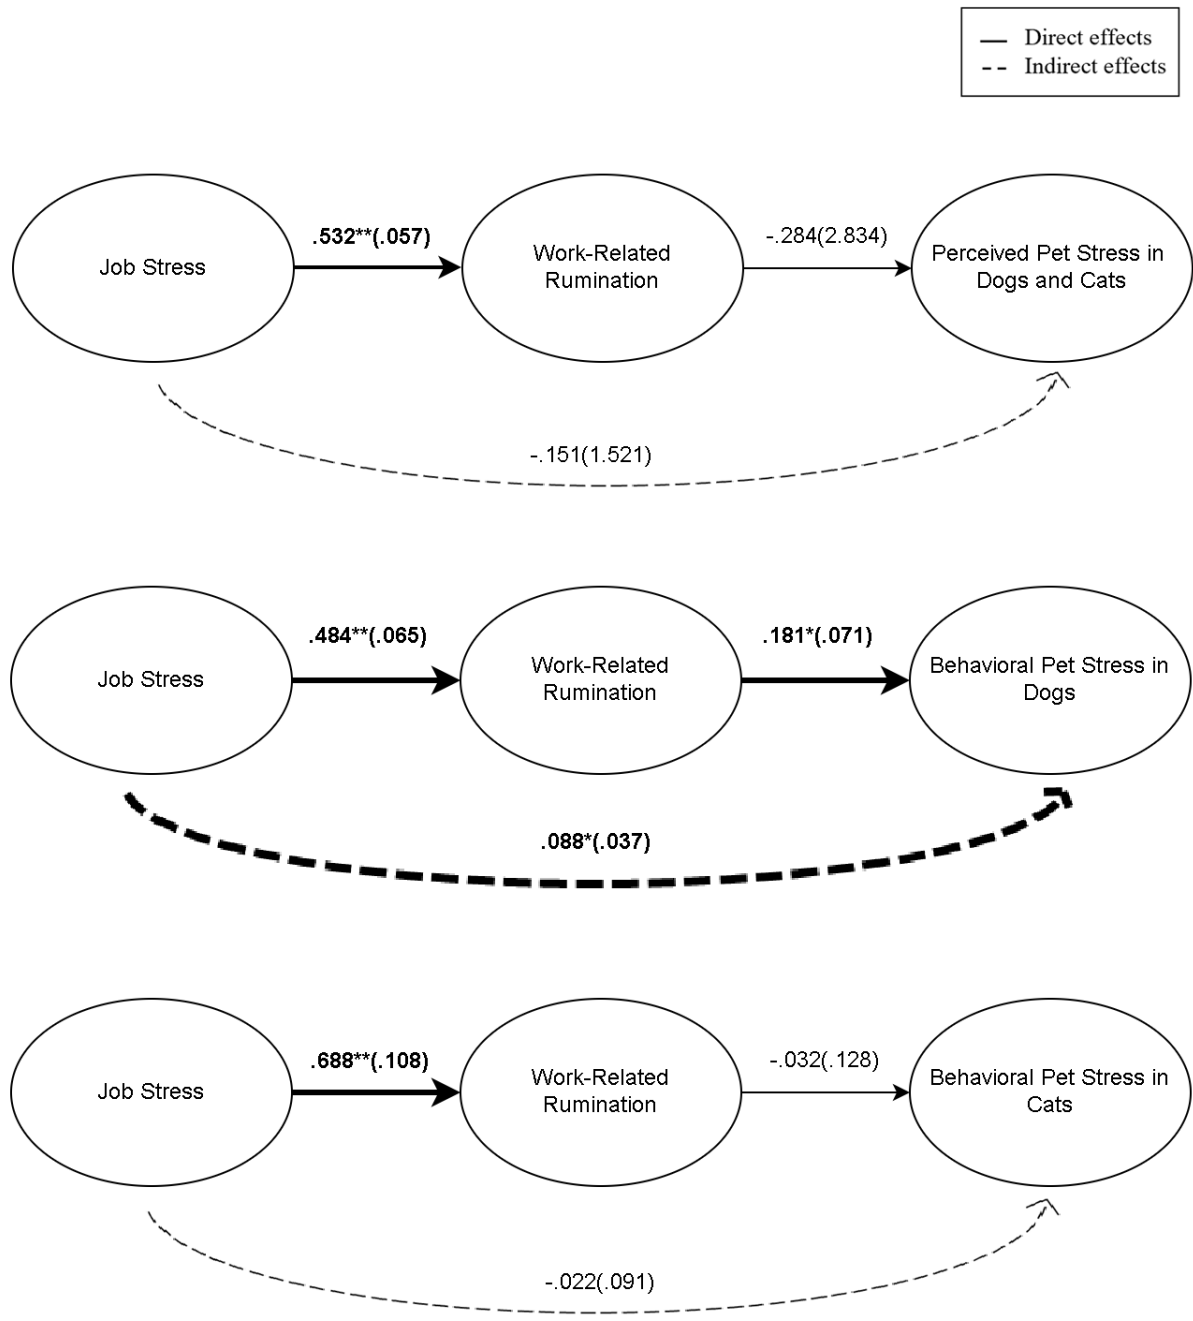 Direct effects
Indirect effects
.532**(.057)
-.284(2.834)
Job Stress
Work-Related
Rumination
Perceived Pet Stress in
Dogs and Cats
-.151(1.521)
.484**(.065)
.181*(.071)
Job Stress
Work-Related
Rumination
Behavioral Pet Stress in
Dogs
.088*(.037)
.688**(.108)
-.032(.128)
Job Stress
Work-Related
Rumination
Behavioral Pet Stress in
Cats
-.022(.091)